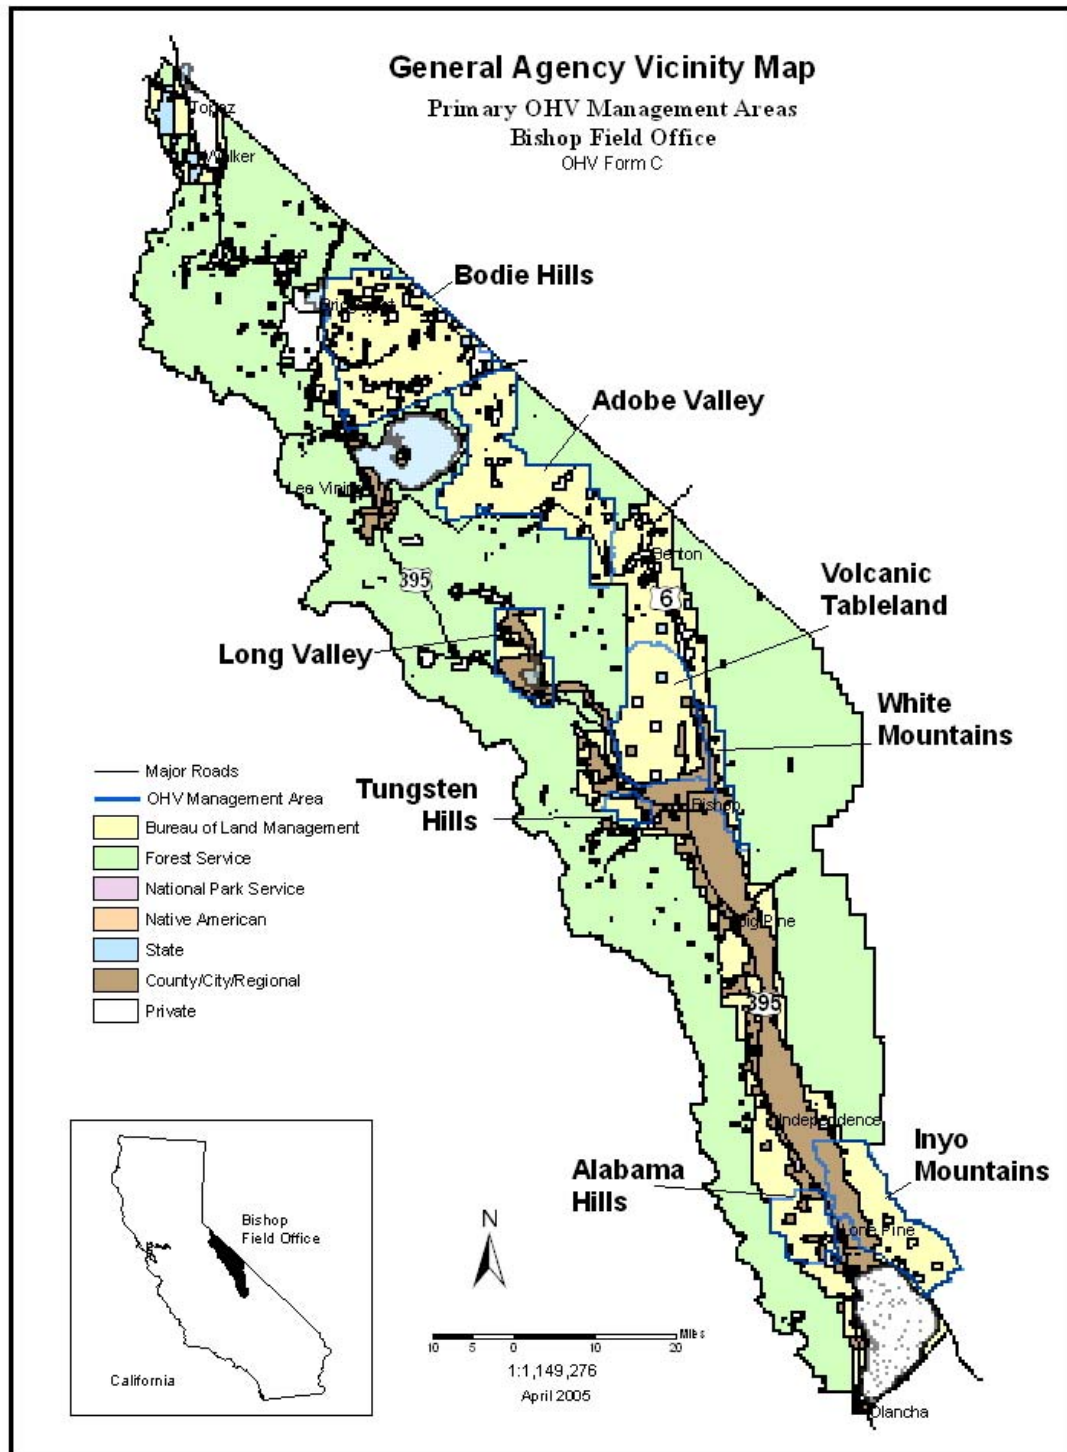 General Agency Vicinity Map
Primary OHV Management Areas
Bishop Field Office
OHV Form C
Topaz
Walker
Bodie Hills
Adobe Valley
Lee Vining
Benton
395
6
Volcanic
Tableland
Long Valley
White
Mountains
Tungsten
Hills
Bishop
Big Pine
395
Independence
Inyo
Mountains
Alabama
Hills
Lone Pine
Olancha
Major Roads
OHV Management Area
Bureau of Land Management
Forest Service
National Park Service
Native American
State
County/City/Regional
Private
Bishop
Field Office
California
N
10 5 0 10 20 Miles
1:1,149,276
April 2005